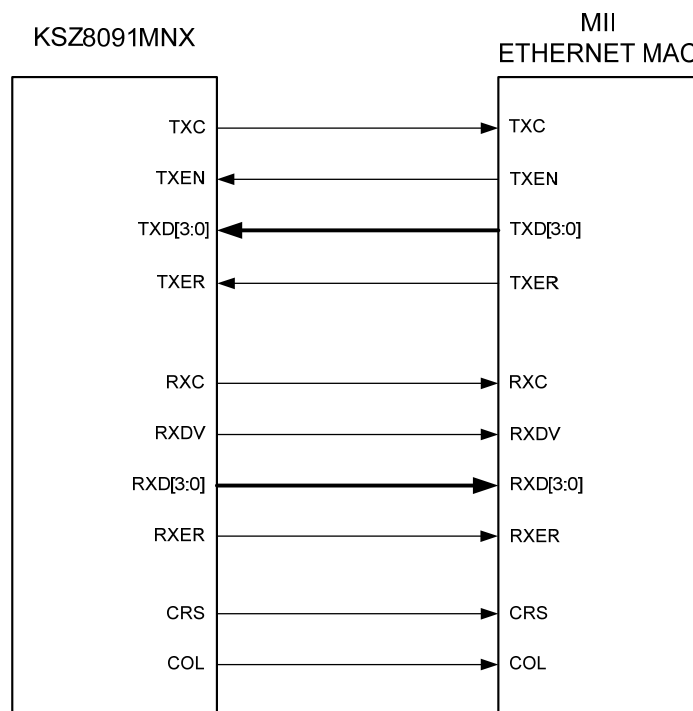 KSZ8091MNX
MII
ETHERNET MAC
TXC TXC
TXEN TXEN
TXD[3:0] TXD[3:0]
TXER TXER
RXC RXC
RXDV RXDV
RXD[3:0] RXD[3:0]
RXER RXER
CRS CRS
COL COL